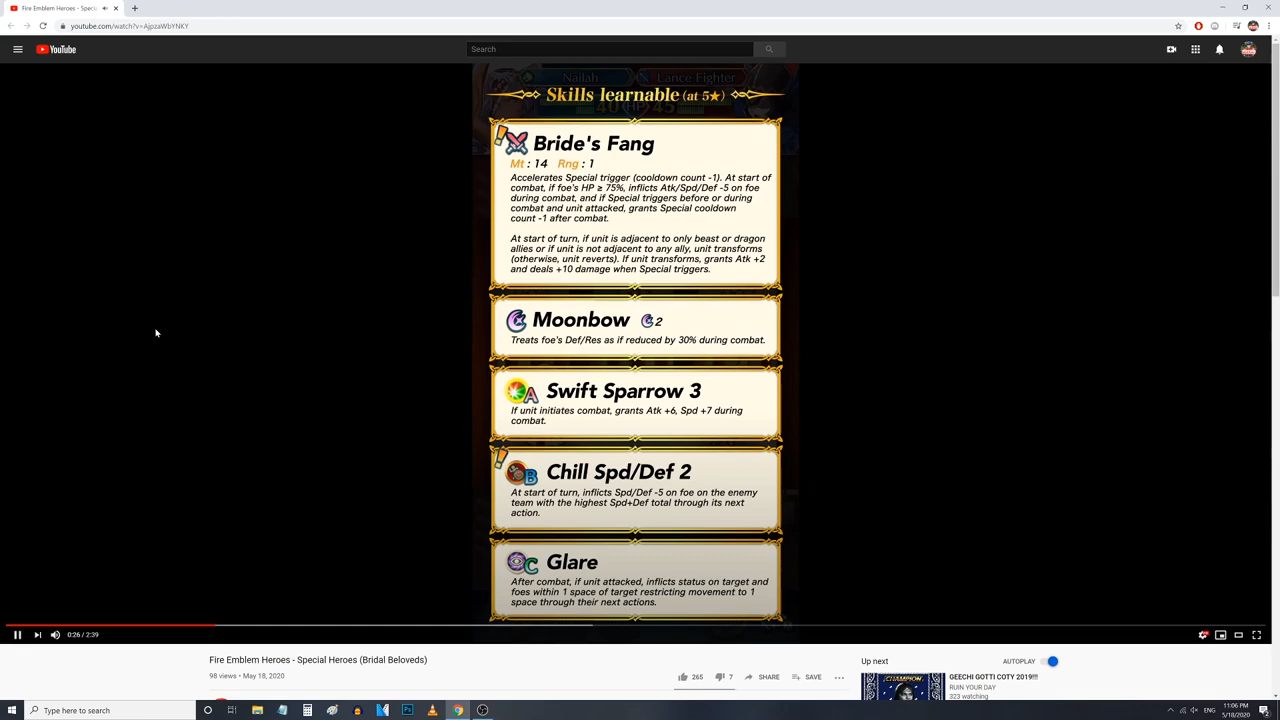 Fire Emblem Heroes - Speci
youtube.com/watch?v=AjpzaWbYNKY
YouTube
Search
Nailah
Lance Fighter
40 HP 45
Skills learnable (at 5★)
Bride's Fang
Mt : 14 Rng : 1
Accelerates Special trigger (cooldown count -1). At start of
combat, if foe's HP ≥ 75%, inflicts Atk/Spd/Def -5 on foe
during combat, and if Special triggers before or during
combat and unit attacked, grants Special cooldown
count -1 after combat.
At start of turn, if unit is adjacent to only beast or dragon
allies or if unit is not adjacent to any ally, unit transforms
(otherwise, unit reverts). If unit transforms, grants Atk +2
and deals +10 damage when Special triggers.
Moonbow 2
Treats foe's Def/Res as if reduced by 30% during combat.
A
Swift Sparrow 3
If unit initiates combat, grants Atk +6, Spd +7 during
combat.
B
Chill Spd/Def 2
At start of turn, inflicts Spd/Def -5 on foe on the enemy
team with the highest Spd+Def total through its next
action.
C
Glare
After combat, if unit attacked, inflicts status on target and
foes within 1 space of target restricting movement to 1
space through their next actions.
0:26 / 2:39
Fire Emblem Heroes - Special Heroes (Bridal Beloveds)
98 views • May 18, 2020
265
7
SHARE
SAVE
Up next
AUTOPLAY
CHAMPION
GEECHI GOTTI COTY 2019!!!
RUIN YOUR DAY
323 watching
Type here to search
Ps
ENG
11:06 PM
5/18/2020